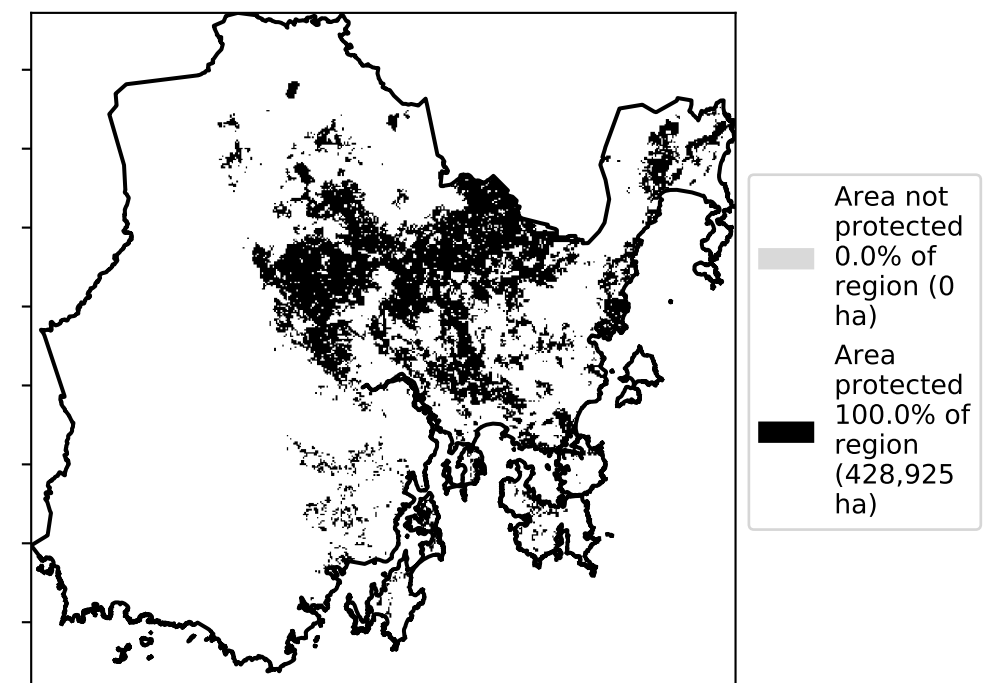 Area not
protected
0.0% of
region (0
ha)
Area
protected
100.0% of
region
(428,925
ha)